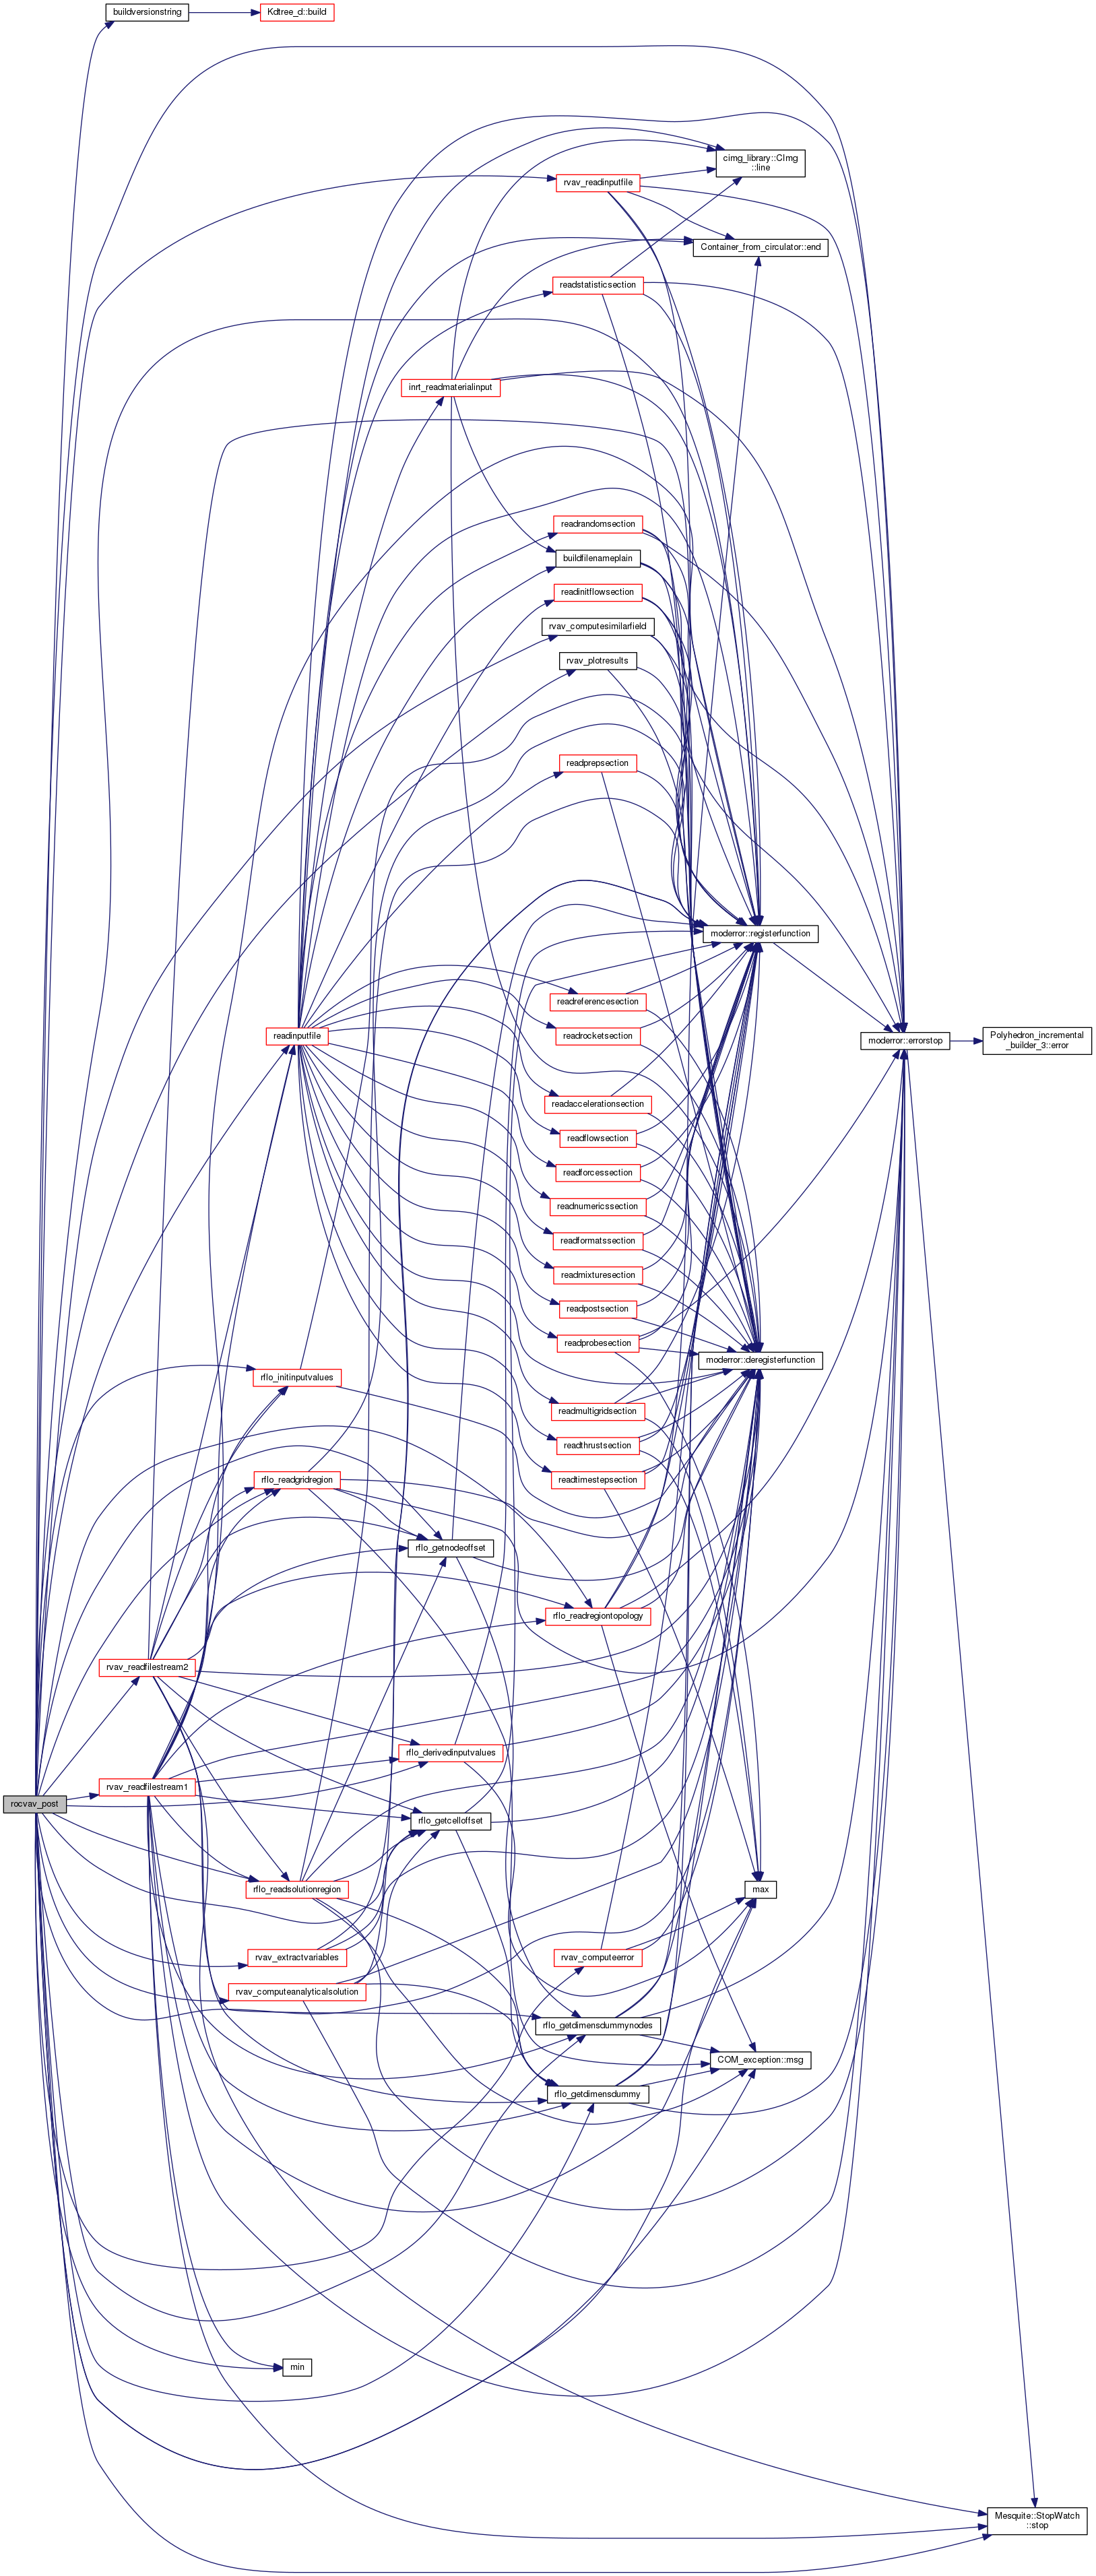 buildversionstring
Kdtree_d::build
cimg_library::CImg
::line
rvav_readinputfile
Container_from_circulator::end
readstatisticsection
inrt_readmaterialinput
readrandomsection
buildfilenameplain
readinitflowsection
rvav_computesimilarfield
rvav_plotresults
readprepsection
moderror::registerfunction
readreferencesection
readinputfile
readrocketsection
moderror::errorstop
Polyhedron_incremental
_builder_3::error
readaccelerationsection
readflowsection
readforcessection
readnumericssection
readformatssection
readmixturesection
readpostsection
readprobesection
moderror::deregisterfunction
rflo_initinputvalues
readmultigridsection
readthrustsection
rflo_readgridregion
readtimestepsection
rflo_getnodeoffset
rflo_readregiontopology
rvav_readfilestream2
rflo_derivedinputvalues
rvav_readfilestream1
rocvav_post
rflo_getcelloffset
rflo_readsolutionregion
max
rvav_extractvariables
rvav_computeerror
rvav_computeanalyticalsolution
rflo_getdimensdummynodes
COM_exception::msg
rflo_getdimensdummy
min
Mesquite::StopWatch
::stop